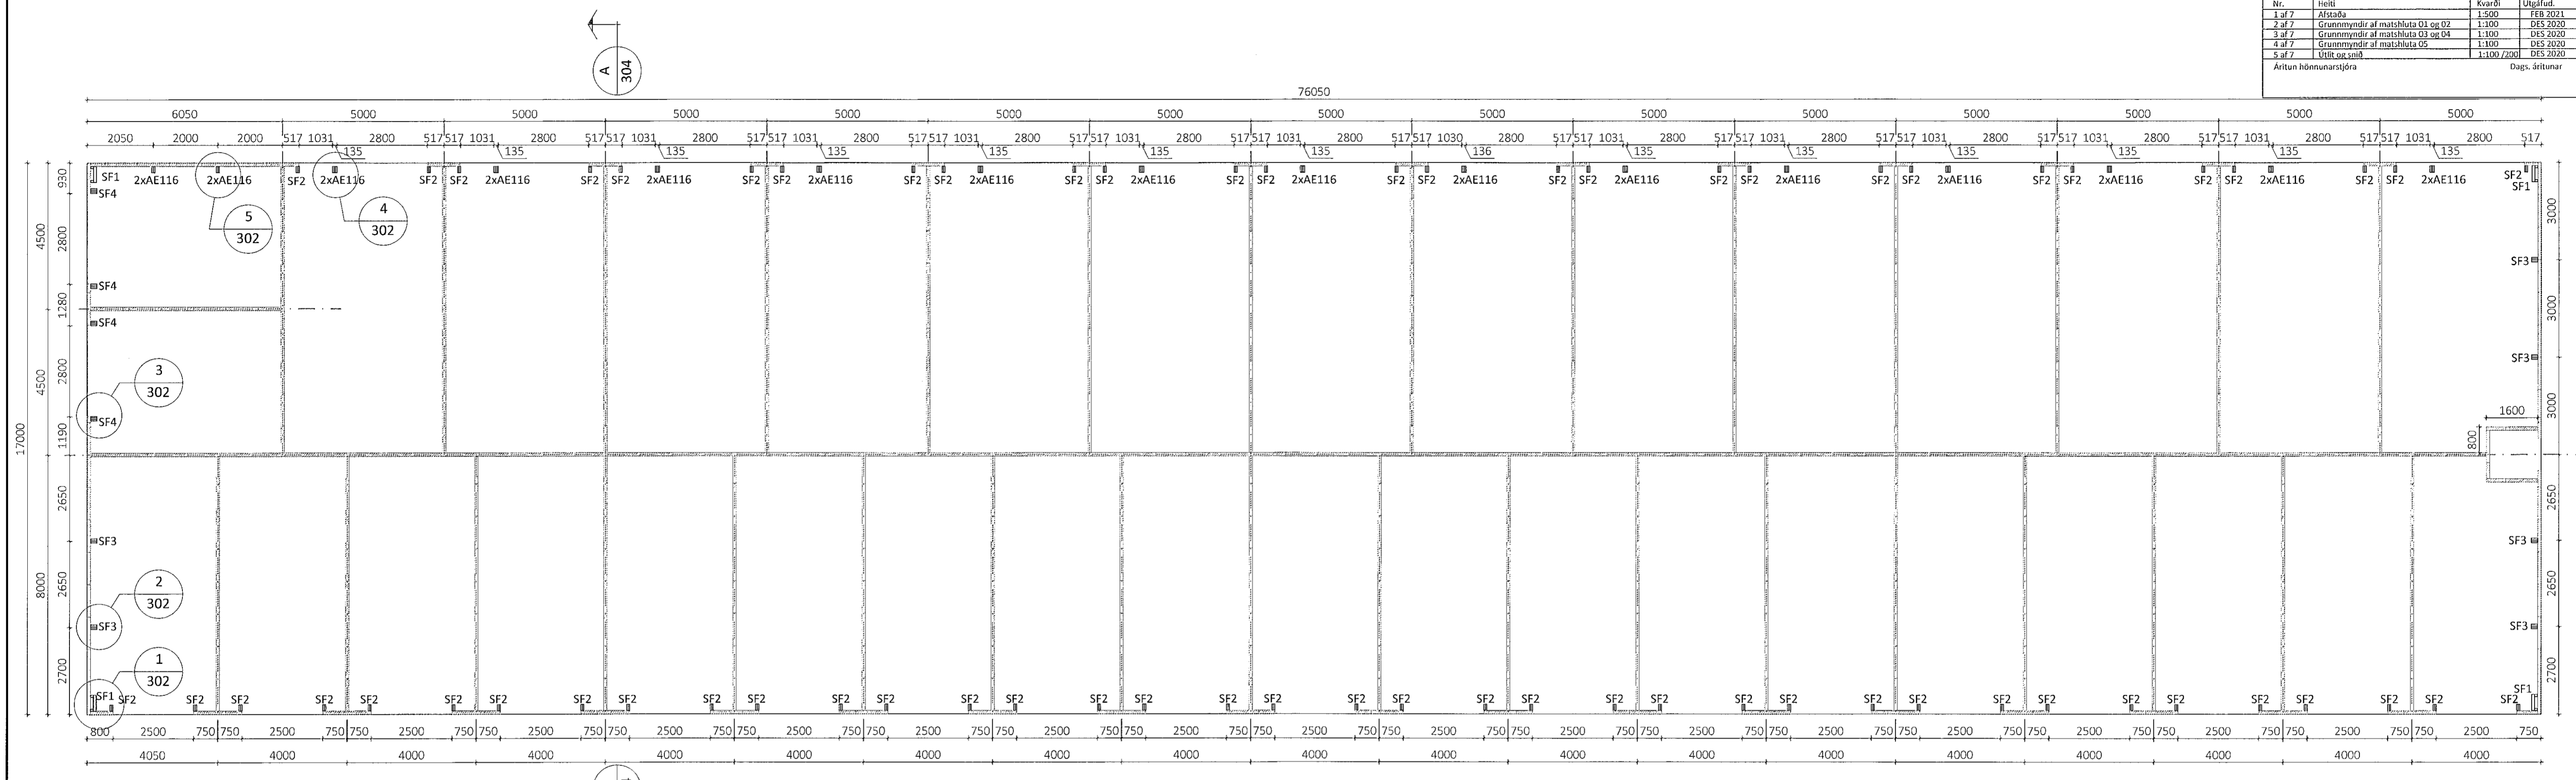 Nr. Heiti Kvarði Útgáfud.
1 af 7 Afstaða 1:500 FEB 2021
2 af 7 Grunnmyndir af matshluta 01 og 02 1:100 DES 2020
3 af 7 Grunnmyndir af matshluta 03 og 04 1:100 DES 2020
4 af 7 Grunnmyndir af matshluta 05 1:100 DES 2020
5 af 7 Útlit og snið 1:100 /200 DES 2020
Áritun hönnunarstjóra Dags. áritunar
A 304
76050
6050 5000 5000 5000 5000 5000 5000 5000 5000 5000 5000 5000 5000 5000 5000
2050 2000 2000 517 1031 2800 517 517 1031 2800 517 517 1031 2800 517 517 1031 2800 517 517 1031 2800 517 517 1031 2800 517 517 1031 2800 517 517 1030 2800 517 517 1031 2800 517 517 1031 2800 517 517 1031 2800 517 517 1031 2800 517 517 1031 2800 517 517 1031 2800 517
135 135 135 135 135 135 135 136 135 135 135 135 135 135
SF1 2xAE116 2xAE116 SF2 2xAE116 SF2 SF2 2xAE116 SF2 SF2 2xAE116 SF2 SF2 2xAE116 SF2 SF2 2xAE116 SF2 SF2 2xAE116 SF2 SF2 2xAE116 SF2 SF2 2xAE116 SF2 SF2 2xAE116 SF2 SF2 2xAE116 SF2 SF2 2xAE116 SF2 SF2 2xAE116 SF2 SF2 2xAE116 SF2 SF2 2xAE116 SF2
SF1
930
SF4
5
302
4
302
4500
2800
3000
SF3
SF4
1280
3000
SF4
SF3
3
302
4500
2800
3000
1600
SF4
800
1190
17000
2650
2650
SF3
SF3
2
302
8000
2650
2650
SF3
SF3
1
302
2700
2700
SF1
SF1 SF2 SF2 SF2 SF2 SF2 SF2 SF2 SF2 SF2 SF2 SF2 SF2 SF2 SF2 SF2 SF2 SF2 SF2 SF2 SF2 SF2 SF2 SF2 SF2 SF2 SF2 SF2 SF2 SF2 SF2 SF2 SF2 SF2 SF2 SF2 SF2 SF2 SF2
800 2500 750 750 2500 750 750 2500 750 750 2500 750 750 2500 750 750 2500 750 750 2500 750 750 2500 750 750 2500 750 750 2500 750 750 2500 750 750 2500 750 750 2500 750 750 2500 750 750 2500 750 750 2500 750 750 2500 750 750 2500 750 750 2500 750
4050 4000 4000 4000 4000 4000 4000 4000 4000 4000 4000 4000 4000 4000 4000 4000 4000 4000 4000